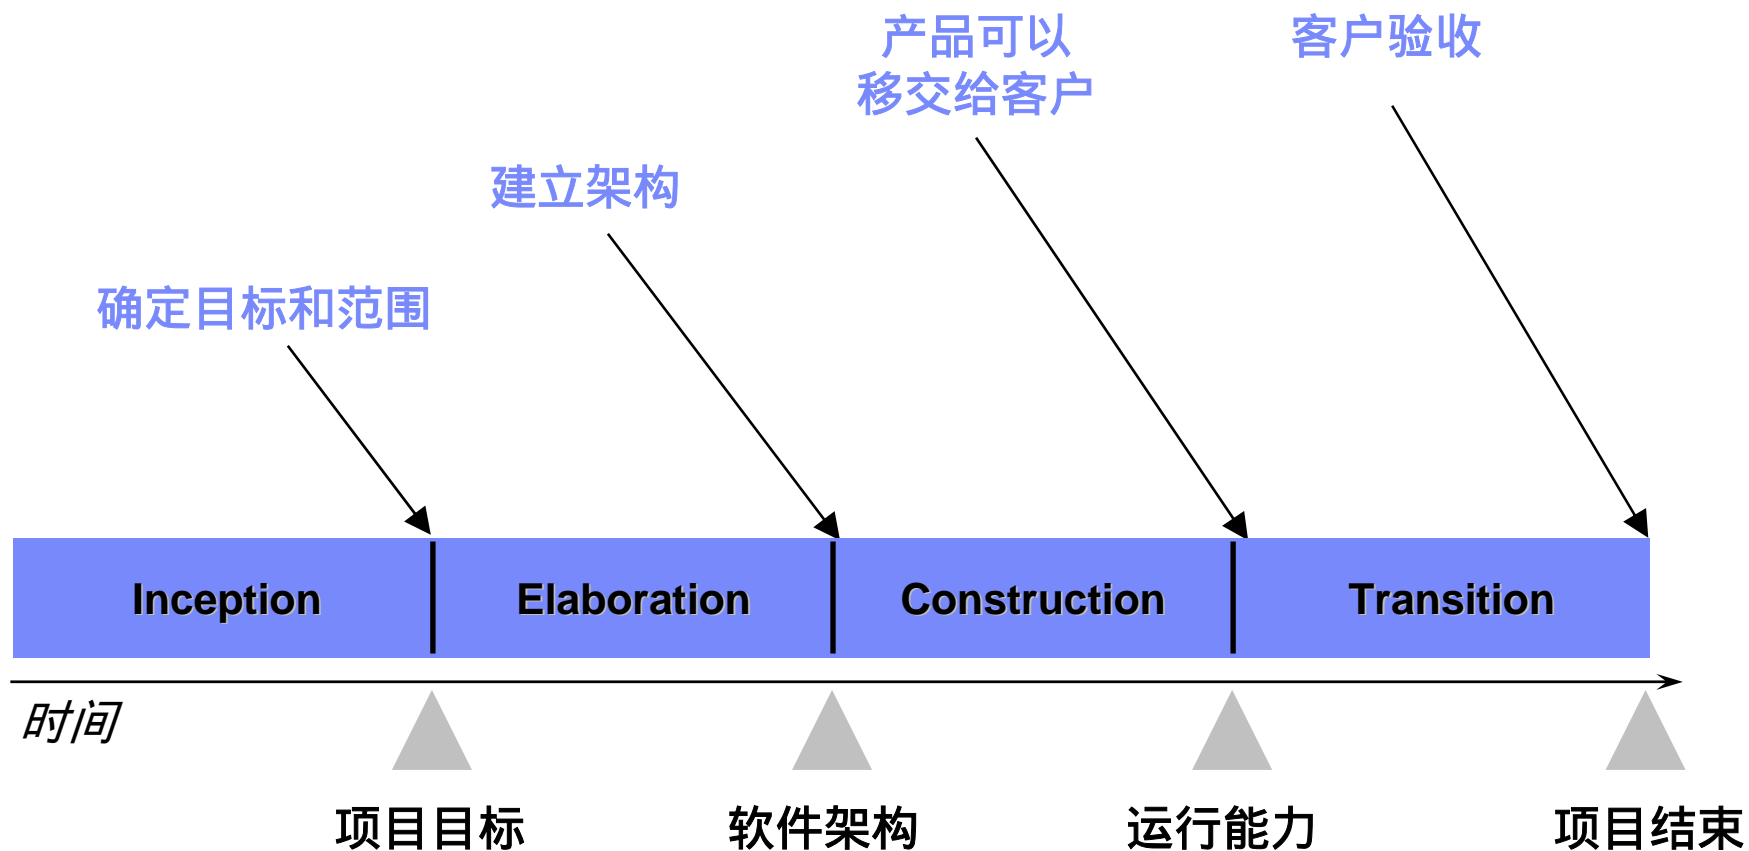 产品可以
移交给客户
客户验收
建立架构
确定目标和范围
Inception
Elaboration
Construction
Transition
时间
项目目标
软件架构
运行能力
项目结束